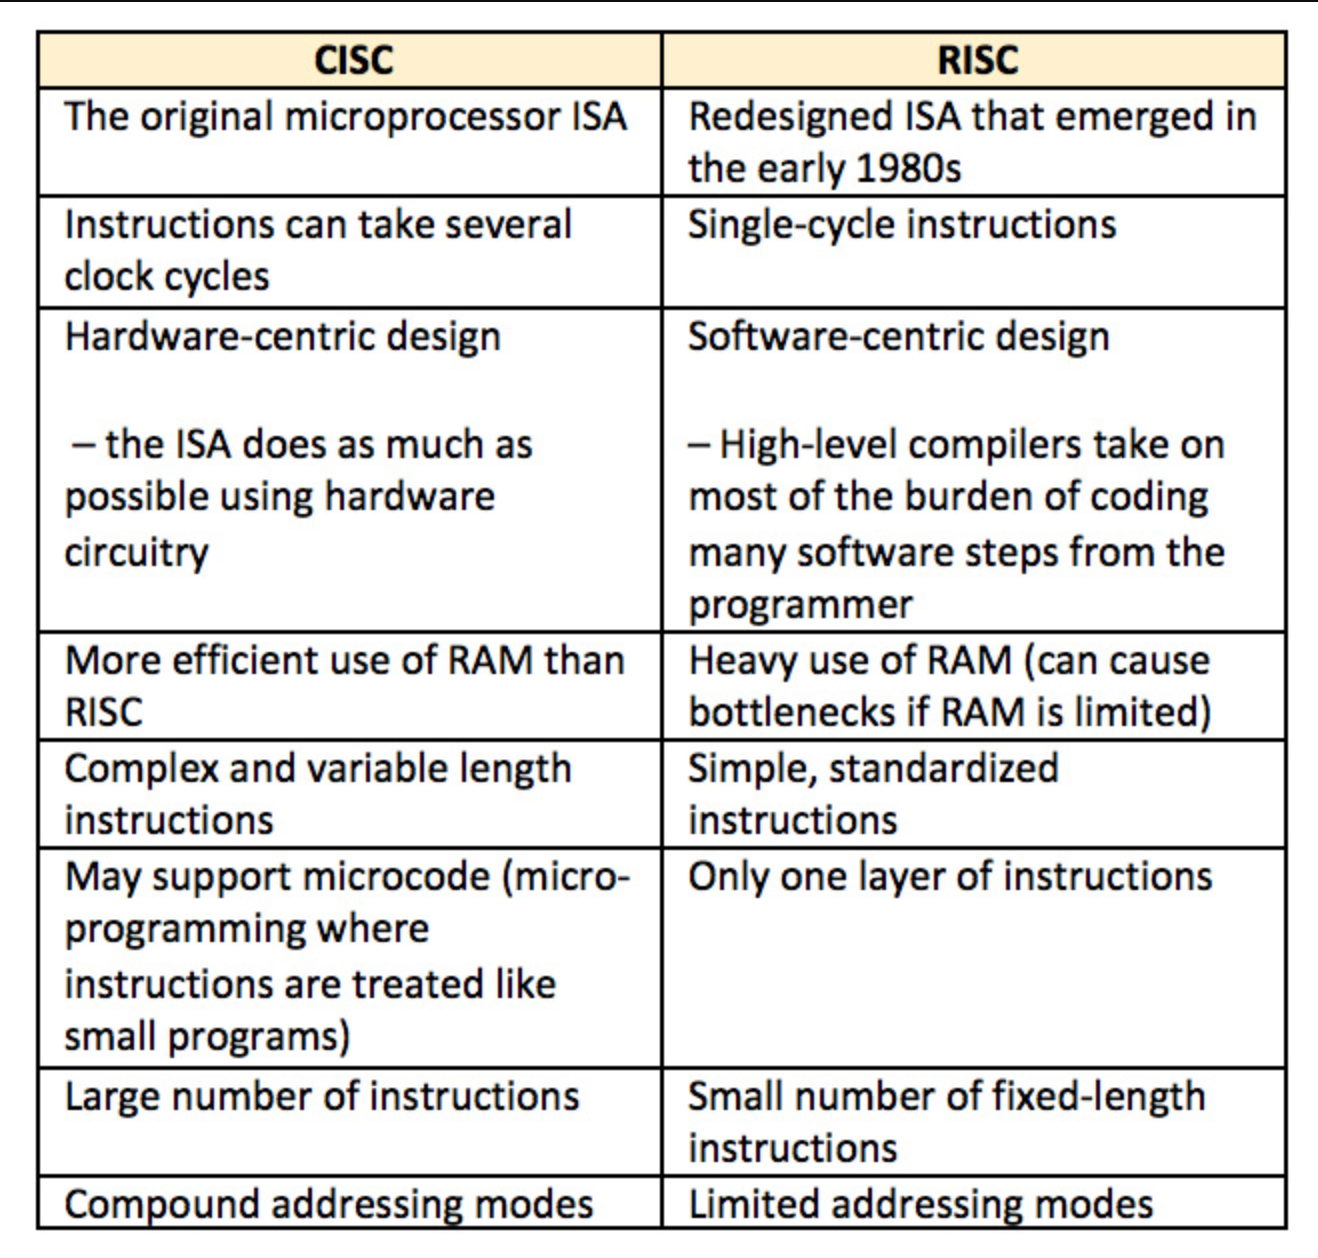 CISC
RISC
The original microprocessor ISA
Redesigned ISA that emerged in
the early 1980s
Instructions can take several
clock cycles
Single-cycle instructions
Hardware-centric design
– the ISA does as much as
possible using hardware
circuitry
Software-centric design
– High-level compilers take on
most of the burden of coding
many software steps from the
programmer
More efficient use of RAM than
RISC
Heavy use of RAM (can cause
bottlenecks if RAM is limited)
Complex and variable length
instructions
Simple, standardized
instructions
May support microcode (micro-
programming where
instructions are treated like
small programs)
Only one layer of instructions
Large number of instructions
Small number of fixed-length
instructions
Compound addressing modes
Limited addressing modes